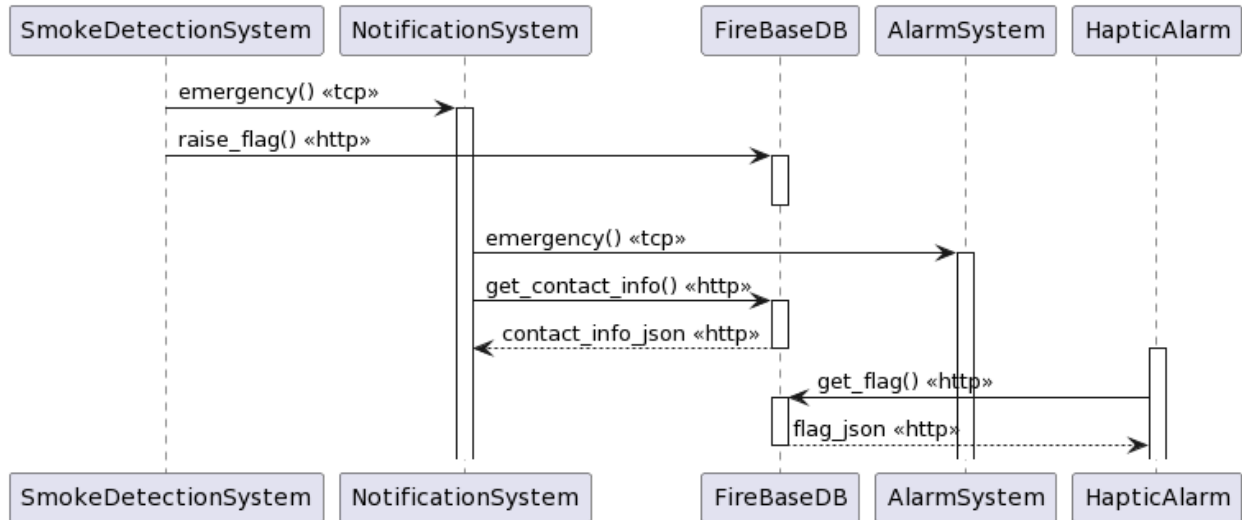 SmokeDetectionSystem NotificationSystem FireBaseDB AlarmSystem HapticAlarm
emergency() «tcp»
raise_flag() «http»
emergency() «tcp»
get_contact_info() «http»
contact_info_json «http»
get_flag() «http»
flag_json «http»
SmokeDetectionSystem NotificationSystem FireBaseDB AlarmSystem HapticAlarm